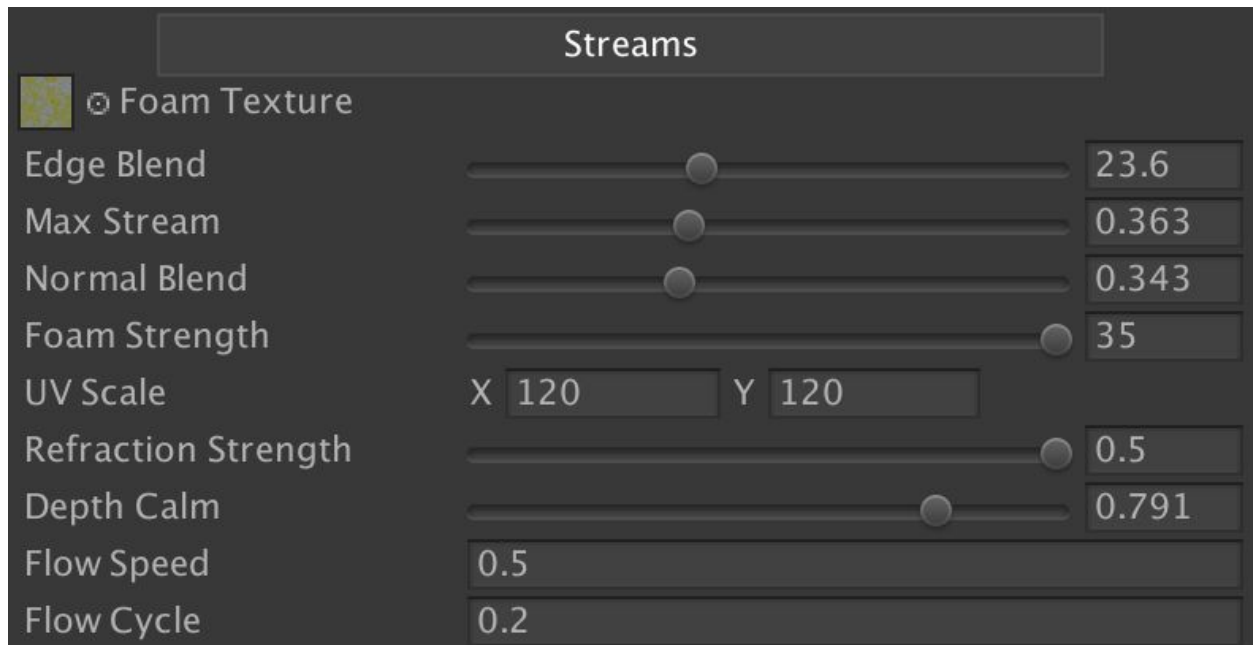 Streams
Foam Texture
Edge Blend 23.6
Max Stream 0.363
Normal Blend 0.343
Foam Strength 35
UV Scale X 120 Y 120
Refraction Strength 0.5
Depth Calm 0.791
Flow Speed 0.5
Flow Cycle 0.2